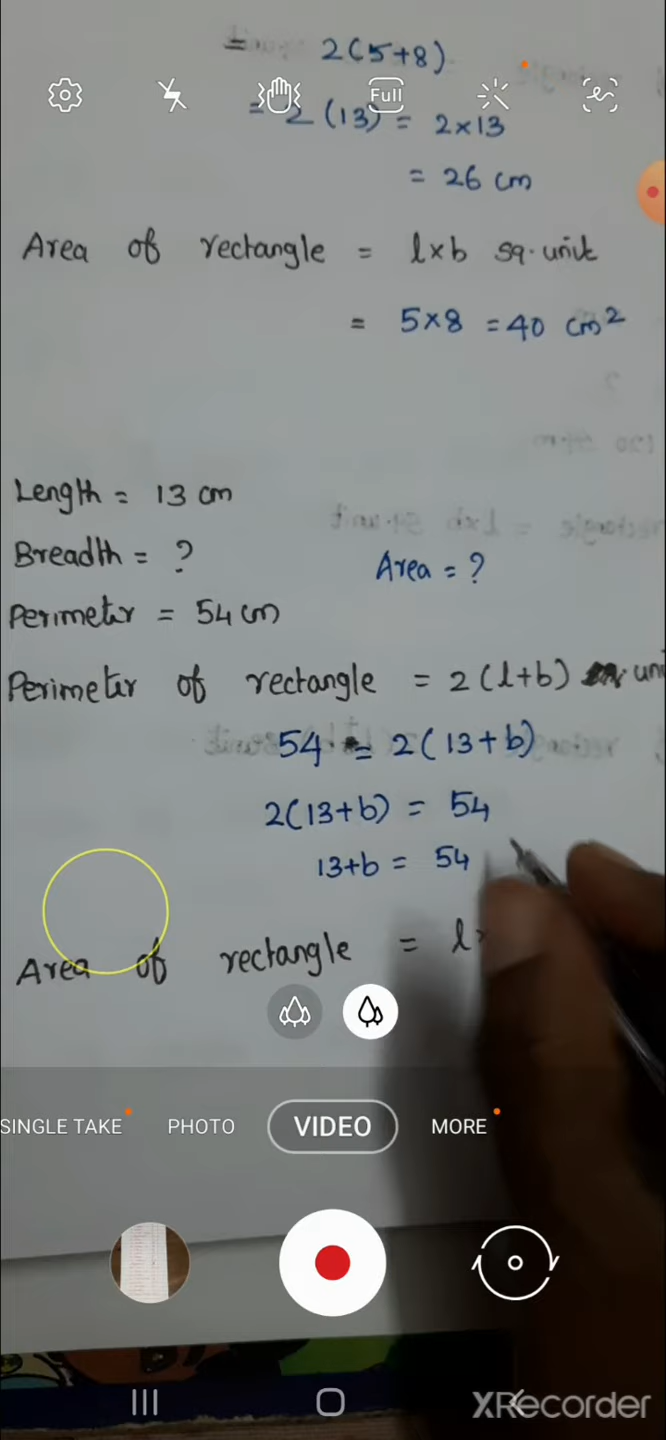 = 2(5+8)
Full
= 2(13) = 2×13
= 26 cm
Area of rectangle = l×b sq.unit
= 5×8 = 40 cm²
Length = 13 cm
Breadth = ?
Area = ?
Perimeter = 54 cm
Perimeter of rectangle = 2(l+b)
54 = 2(13+b)
2(13+b) = 54
13+b = 54
Area of rectangle = l×
SINGLE TAKE PHOTO VIDEO MORE
XRecorder